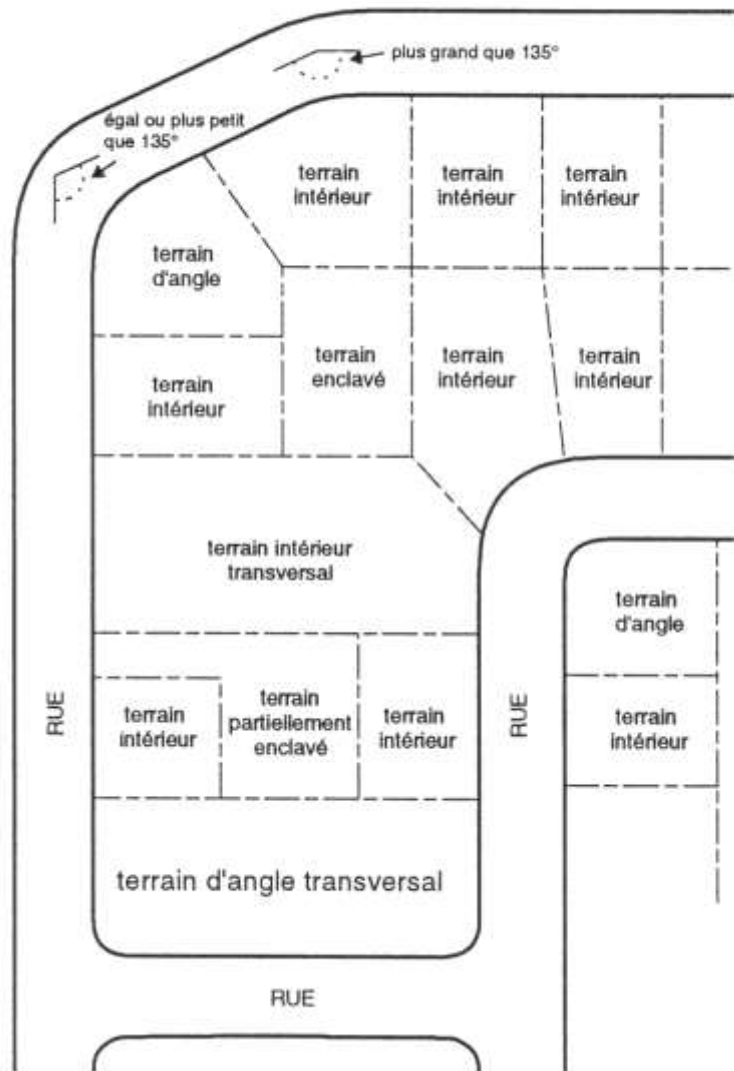 plus grand que 135°
égal ou plus petit
que 135°
terrain
intérieur
terrain
intérieur
terrain
intérieur
terrain
d'angle
terrain
enclavé
terrain
intérieur
terrain
intérieur
terrain
intérieur
terrain intérieur
transversal
terrain
d'angle
RUE
terrain
intérieur
terrain
partiellement
enclavé
terrain
intérieur
RUE
terrain
intérieur
terrain d'angle transversal
RUE